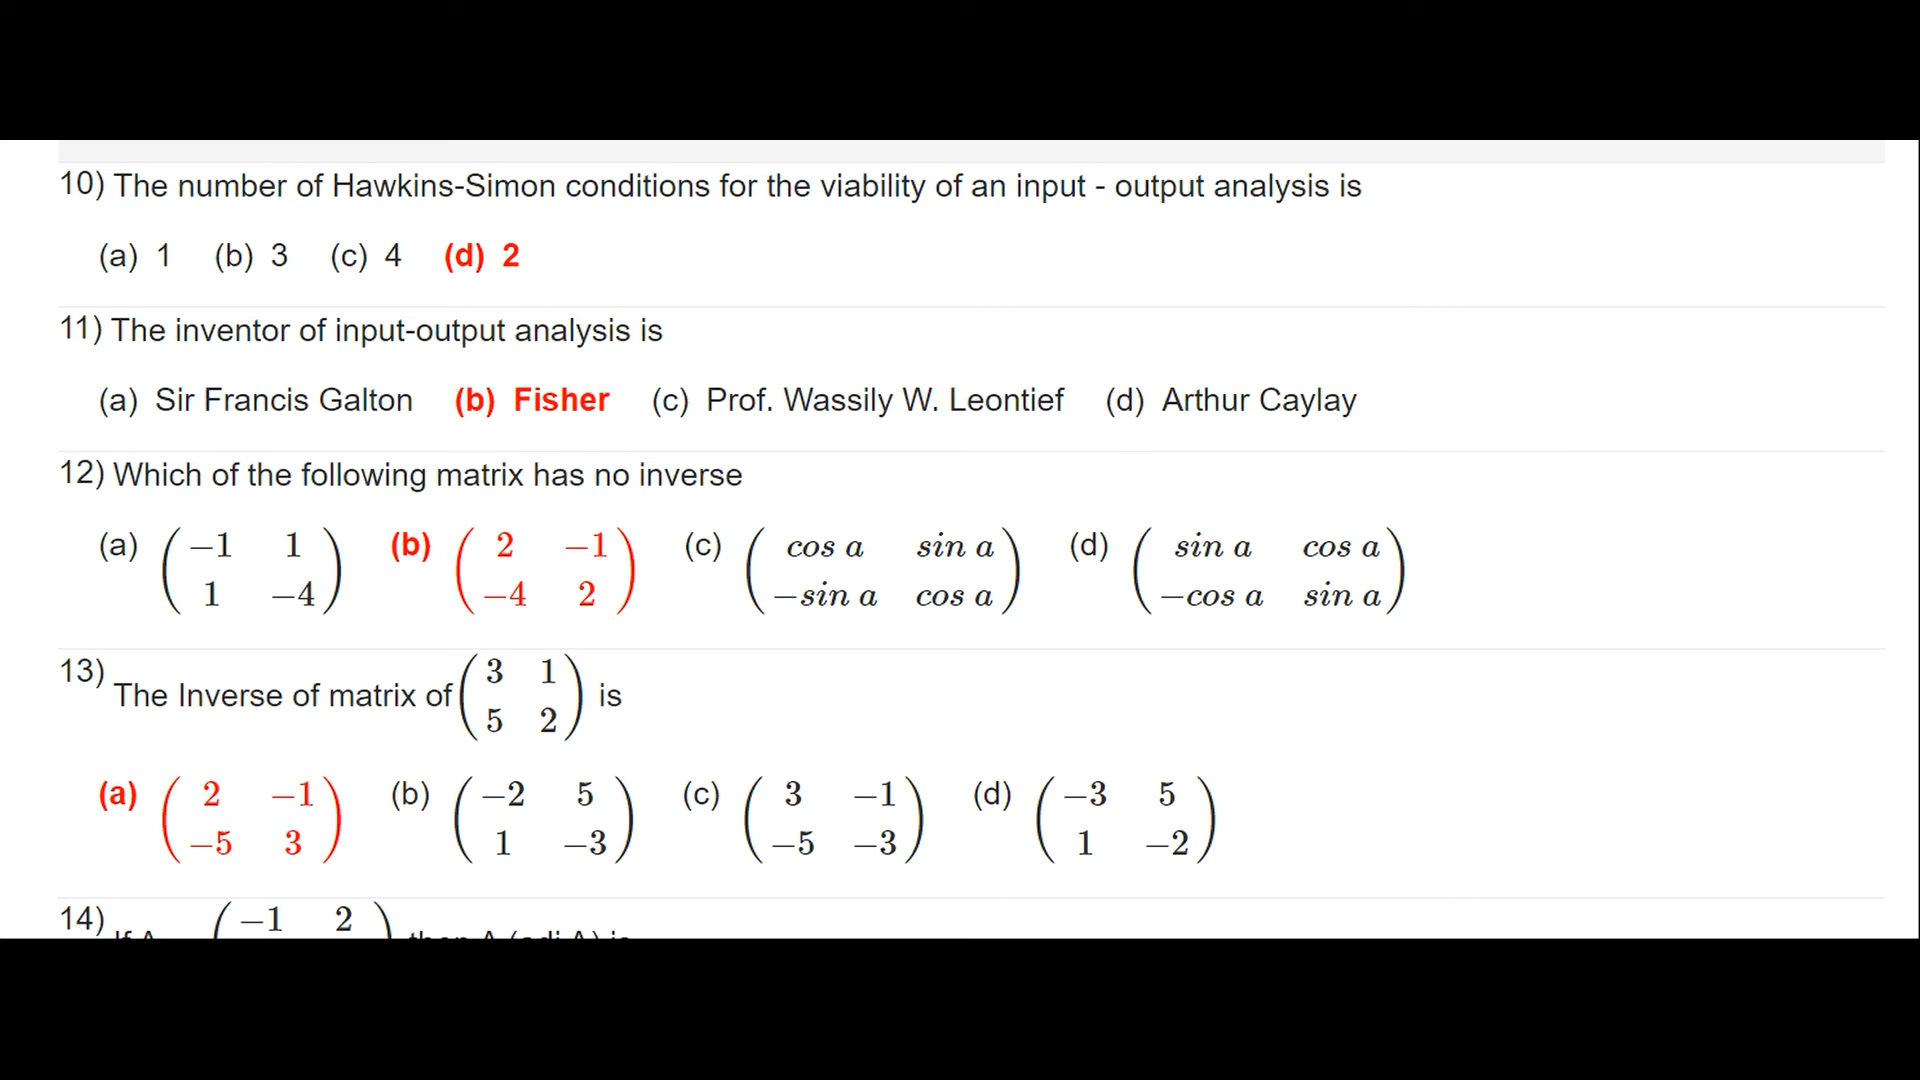 10) The number of Hawkins-Simon conditions for the viability of an input - output analysis is
(a) 1 (b) 3 (c) 4 (d) 2
11) The inventor of input-output analysis is
(a) Sir Francis Galton (b) Fisher (c) Prof. Wassily W. Leontief (d) Arthur Caylay
12) Which of the following matrix has no inverse
(a) ( −1 1 ) (b) ( 2 −1 ) (c) ( cos a sin a ) (d) ( sin a cos a )
1 −4 −4 2 −sin a cos a −cos a sin a
13) The Inverse of matrix of ( 3 1 ) is
5 2
(a) ( 2 −1 ) (b) ( −2 5 ) (c) ( 3 −1 ) (d) ( −3 5 )
−5 3 1 −3 −5 −3 1 −2
14) ( −1 2 )
If A then A (adj A) is